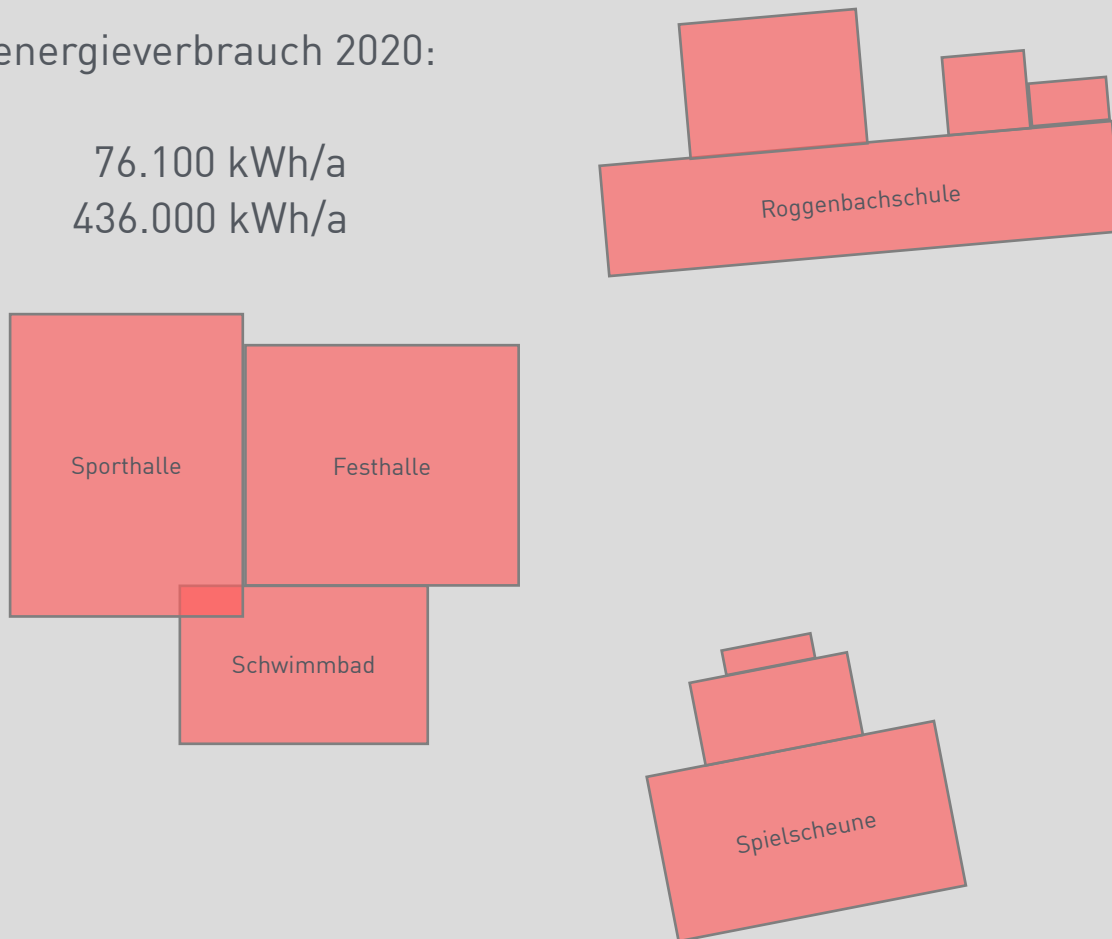 energieverbrauch 2020:
76.100 kWh/a
436.000 kWh/a
Roggenbachschule
Sporthalle
Festhalle
Schwimmbad
Spielscheune